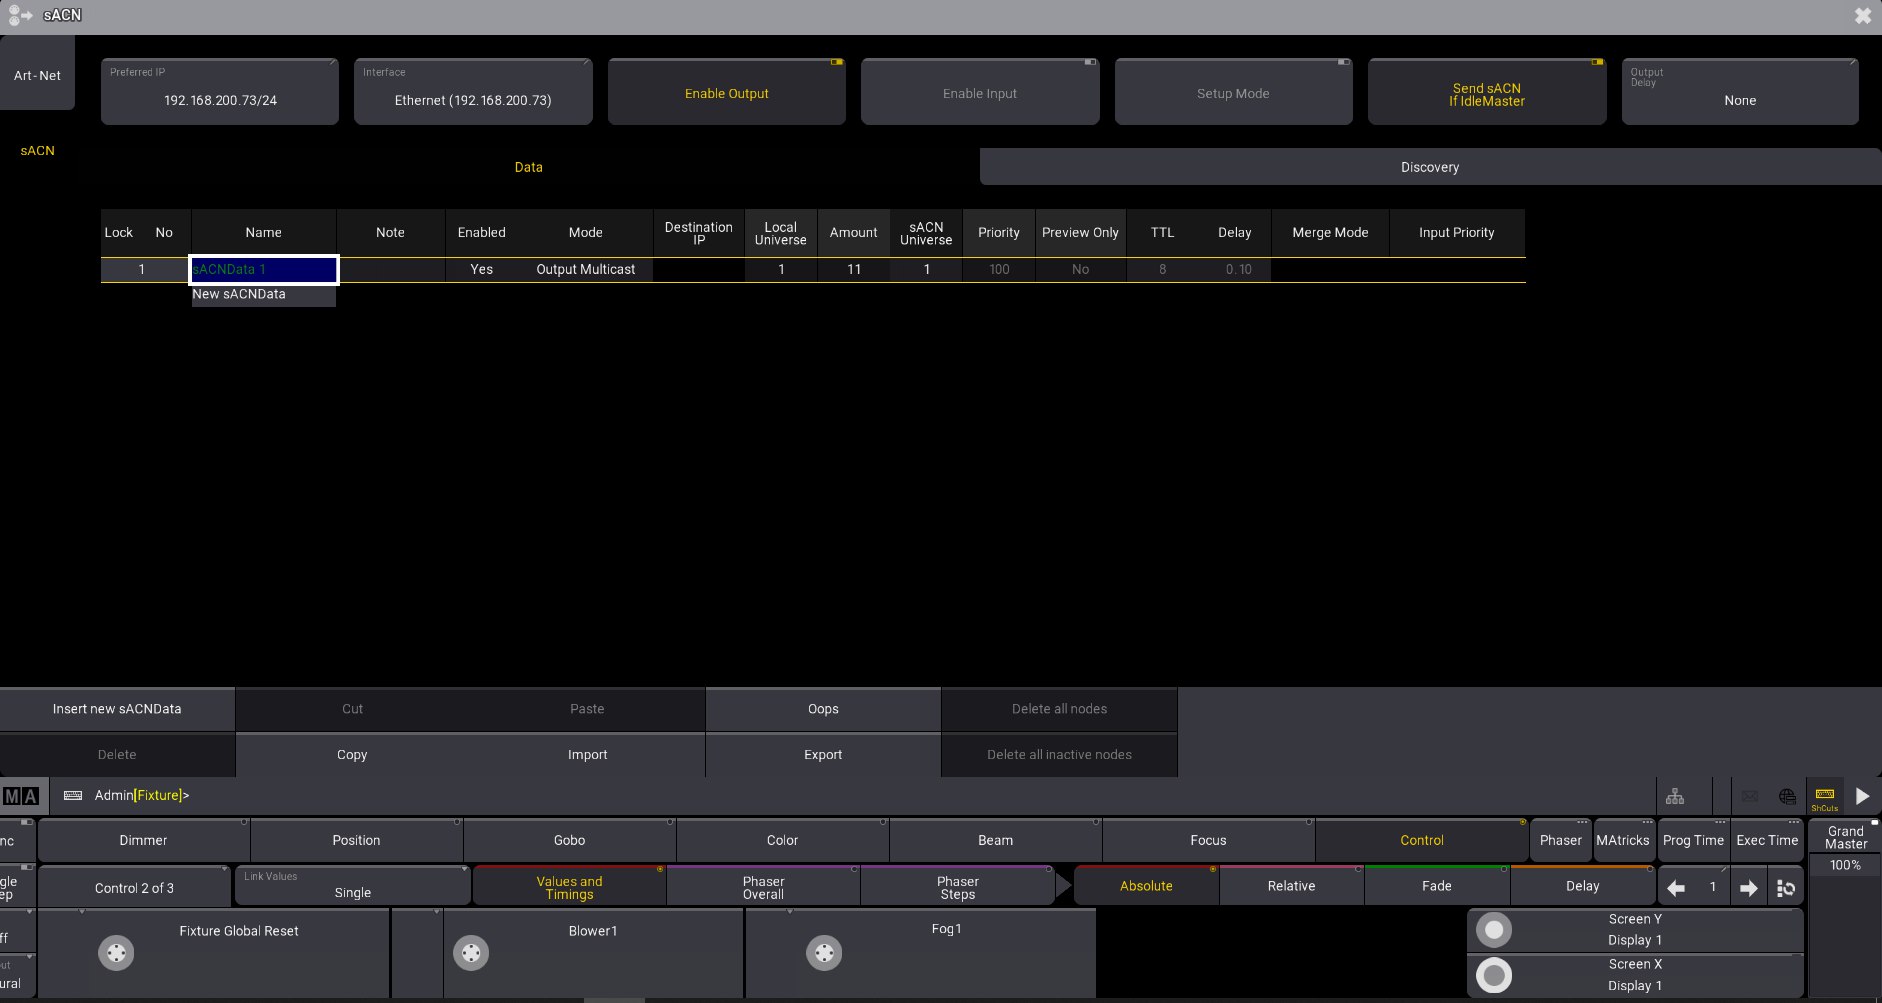 sACN
Art-Net
Preferred IP
192.168.200.73/24
Interface
Ethernet (192.168.200.73)
Enable Output
Enable Input
Setup Mode
Send sACN
If IdleMaster
Output
Delay
None
sACN
Data
Discovery
Lock No Name Note Enabled Mode Destination IP Local Universe Amount sACN Universe Priority Preview Only TTL Delay Merge Mode Input Priority
1 sACNData 1 Yes Output Multicast 1 11 1 100 No 8 0.10
New sACNData
Insert new sACNData Cut Paste Oops Delete all nodes
Delete Copy Import Export Delete all inactive nodes
MA Admin[Fixture]>
ShCuts
nc Dimmer Position Gobo Color Beam Focus Control Phaser MAtricks Prog Time Exec Time
Grand
Master
100%
gle
ep
Control 2 of 3
Link Values
Single
Values and
Timings
Phaser
Overall
Phaser
Steps
Absolute Relative Fade Delay 1
ff
Fixture Global Reset Blower1 Fog1
Screen Y
Display 1
ut
ural
Screen X
Display 1